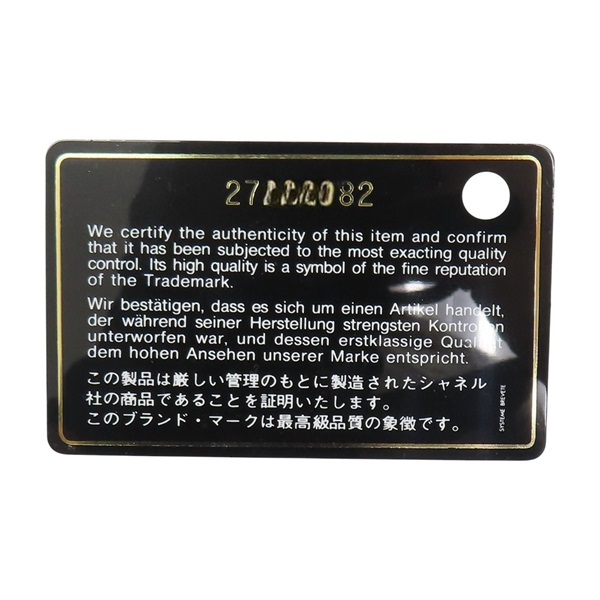 27 82
We certify the authenticity of this item and confirm
that it has been subjected to the most exacting quality
control. Its high quality is a symbol of the fine reputation
of the Trademark.
Wir bestätigen, dass es sich um einen Artikel handelt,
der während seiner Herstellung strengsten Kontrollen
unterworfen war, und dessen erstklassige Qualität
dem hohen Ansehen unserer Marke entspricht.
この製品は厳しい管理のもとに製造されたシャネル
社の商品であることを証明いたします。
このブランド・マークは最高級品質の象徴です。
SYSTEME BREVETE